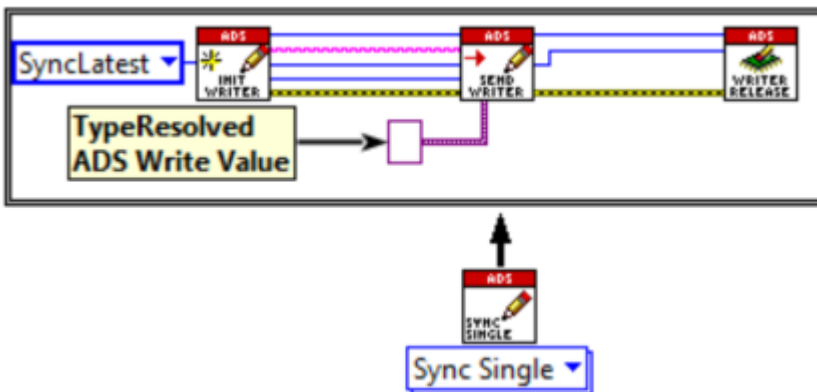 ADS
ADS
ADS
SyncLatest
INIT
WRITER
SEND
WRITER
WRITER
RELEASE
TypeResolved
ADS Write Value
ADS
SYNC
SINGLE
Sync Single